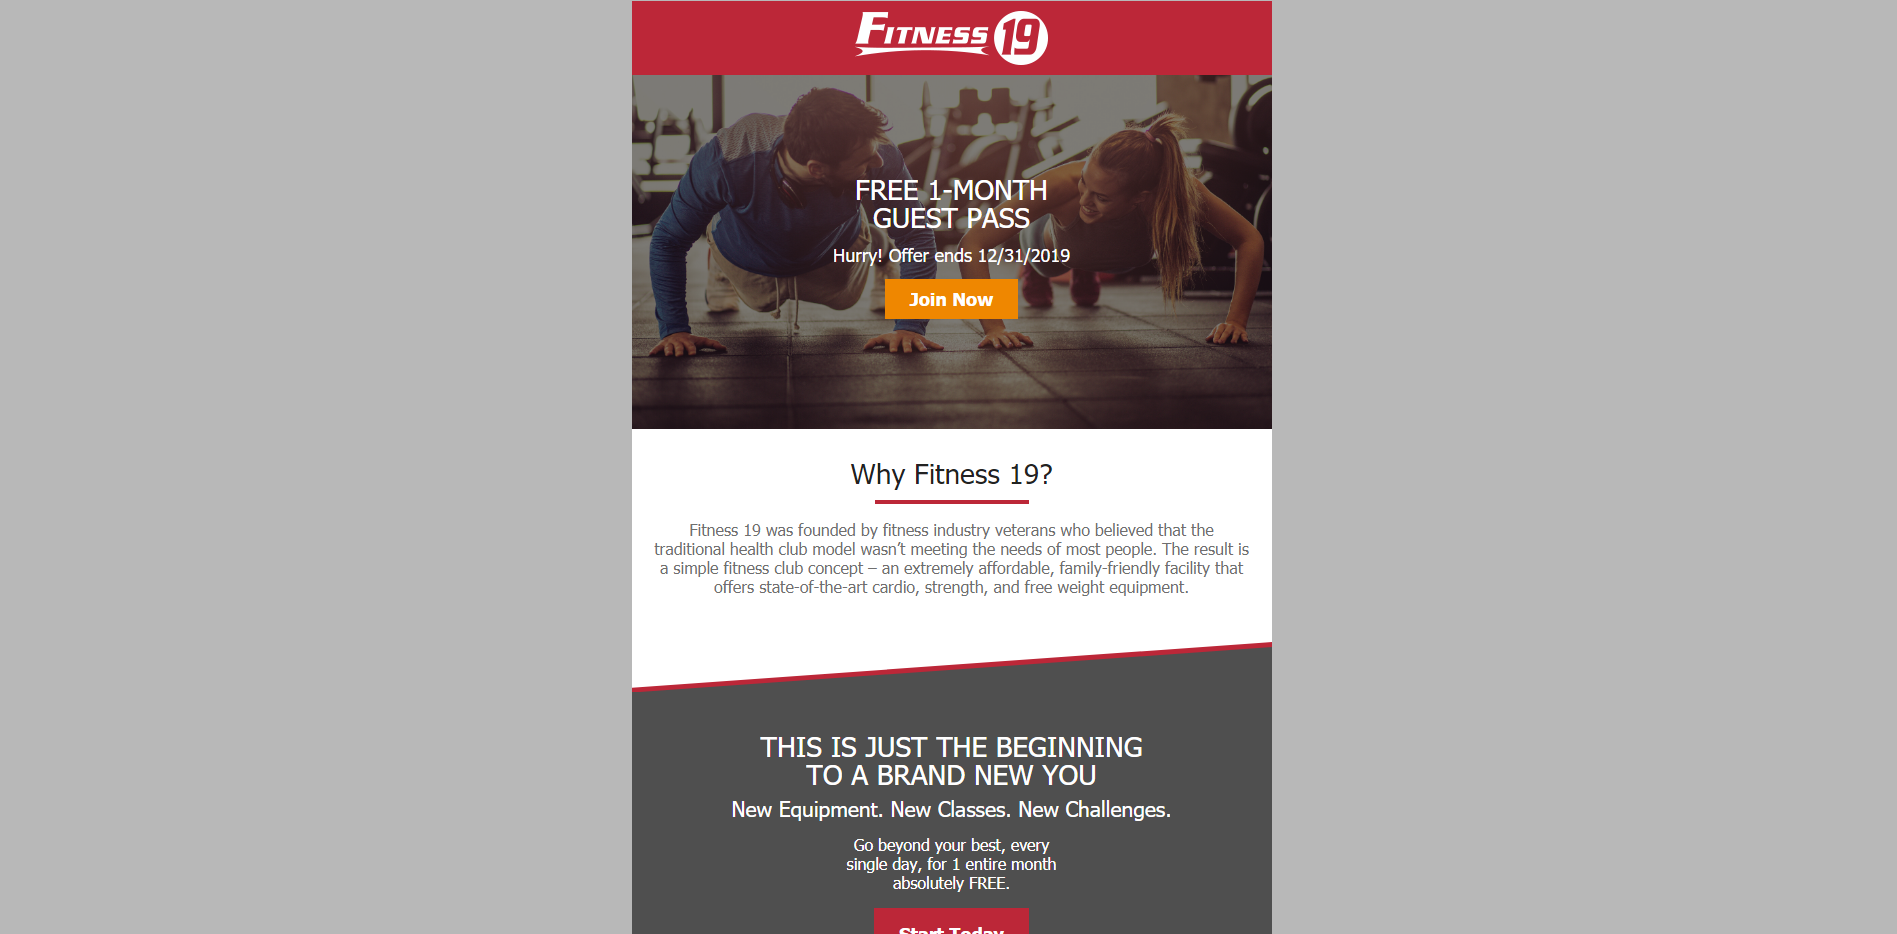 FITNESS 19
FREE 1-MONTH
GUEST PASS
Hurry! Offer ends 12/31/2019
Join Now
Why Fitness 19?
Fitness 19 was founded by fitness industry veterans who believed that the
traditional health club model wasn’t meeting the needs of most people. The result is
a simple fitness club concept – an extremely affordable, family-friendly facility that
offers state-of-the-art cardio, strength, and free weight equipment.
THIS IS JUST THE BEGINNING
TO A BRAND NEW YOU
New Equipment. New Classes. New Challenges.
Go beyond your best, every
single day, for 1 entire month
absolutely FREE.
Start Today